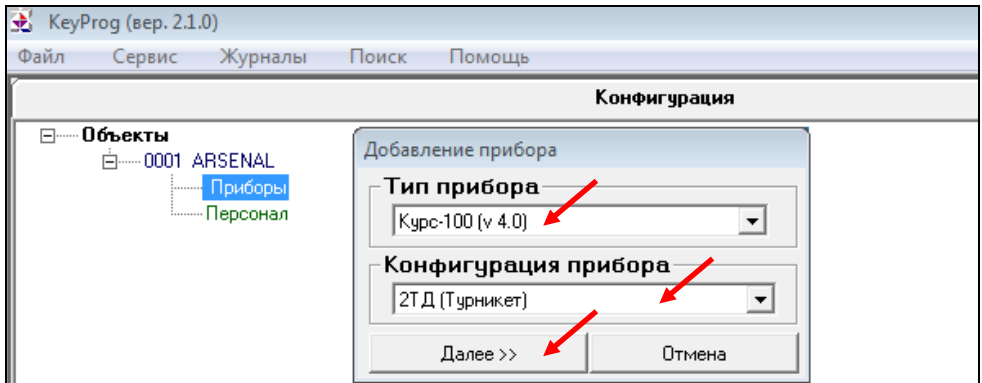 KeyProg (вер. 2.1.0)
Файл Сервис Журналы Поиск Помощь
Конфигурация
Объекты
0001 ARSENAL
Приборы
Персонал
Добавление прибора
Тип прибора
Курс-100 (v 4.0)
Конфигурация прибора
2ТД (Турникет)
Далее >> Отмена